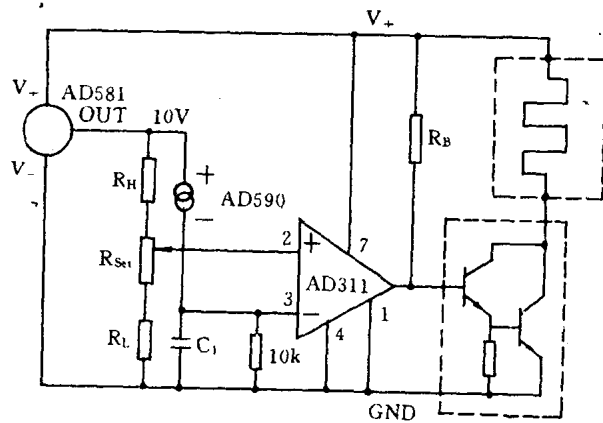 V+
V+
AD581
OUT
10V
V-
RH
+
AD590
-
RB
2
+
7
RSet
AD311
3
-
1
4
RL
C1
10k
GND